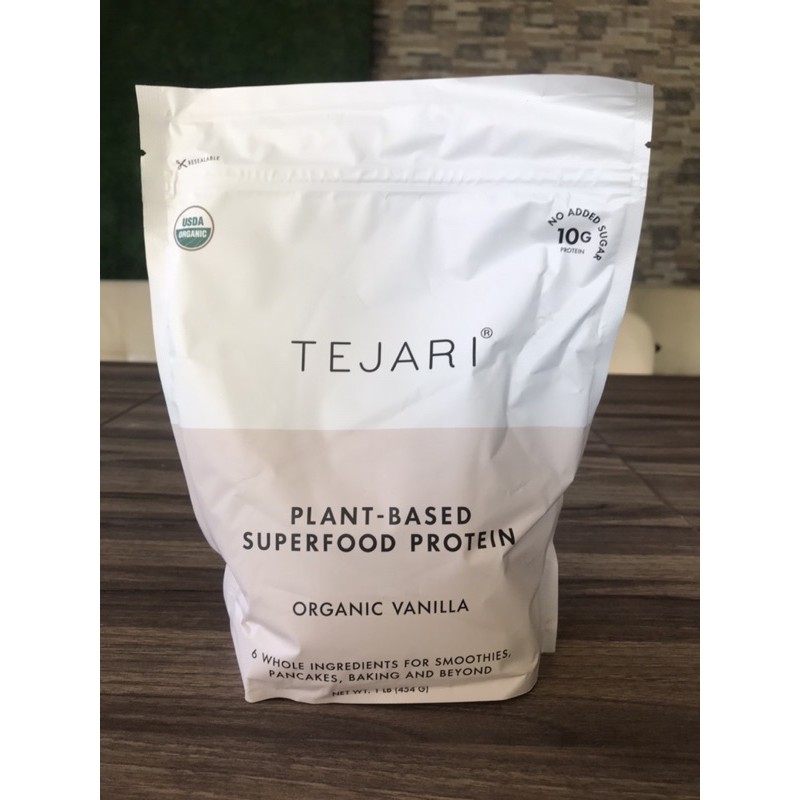 RESEALABLE
USDA
ORGANIC
NO ADDED SUGAR
10G
PROTEIN
TEJARI®
PLANT-BASED
SUPERFOOD PROTEIN
ORGANIC VANILLA
6 WHOLE INGREDIENTS FOR SMOOTHIES,
PANCAKES, BAKING AND BEYOND
NET WT. 1 LB (454 G)